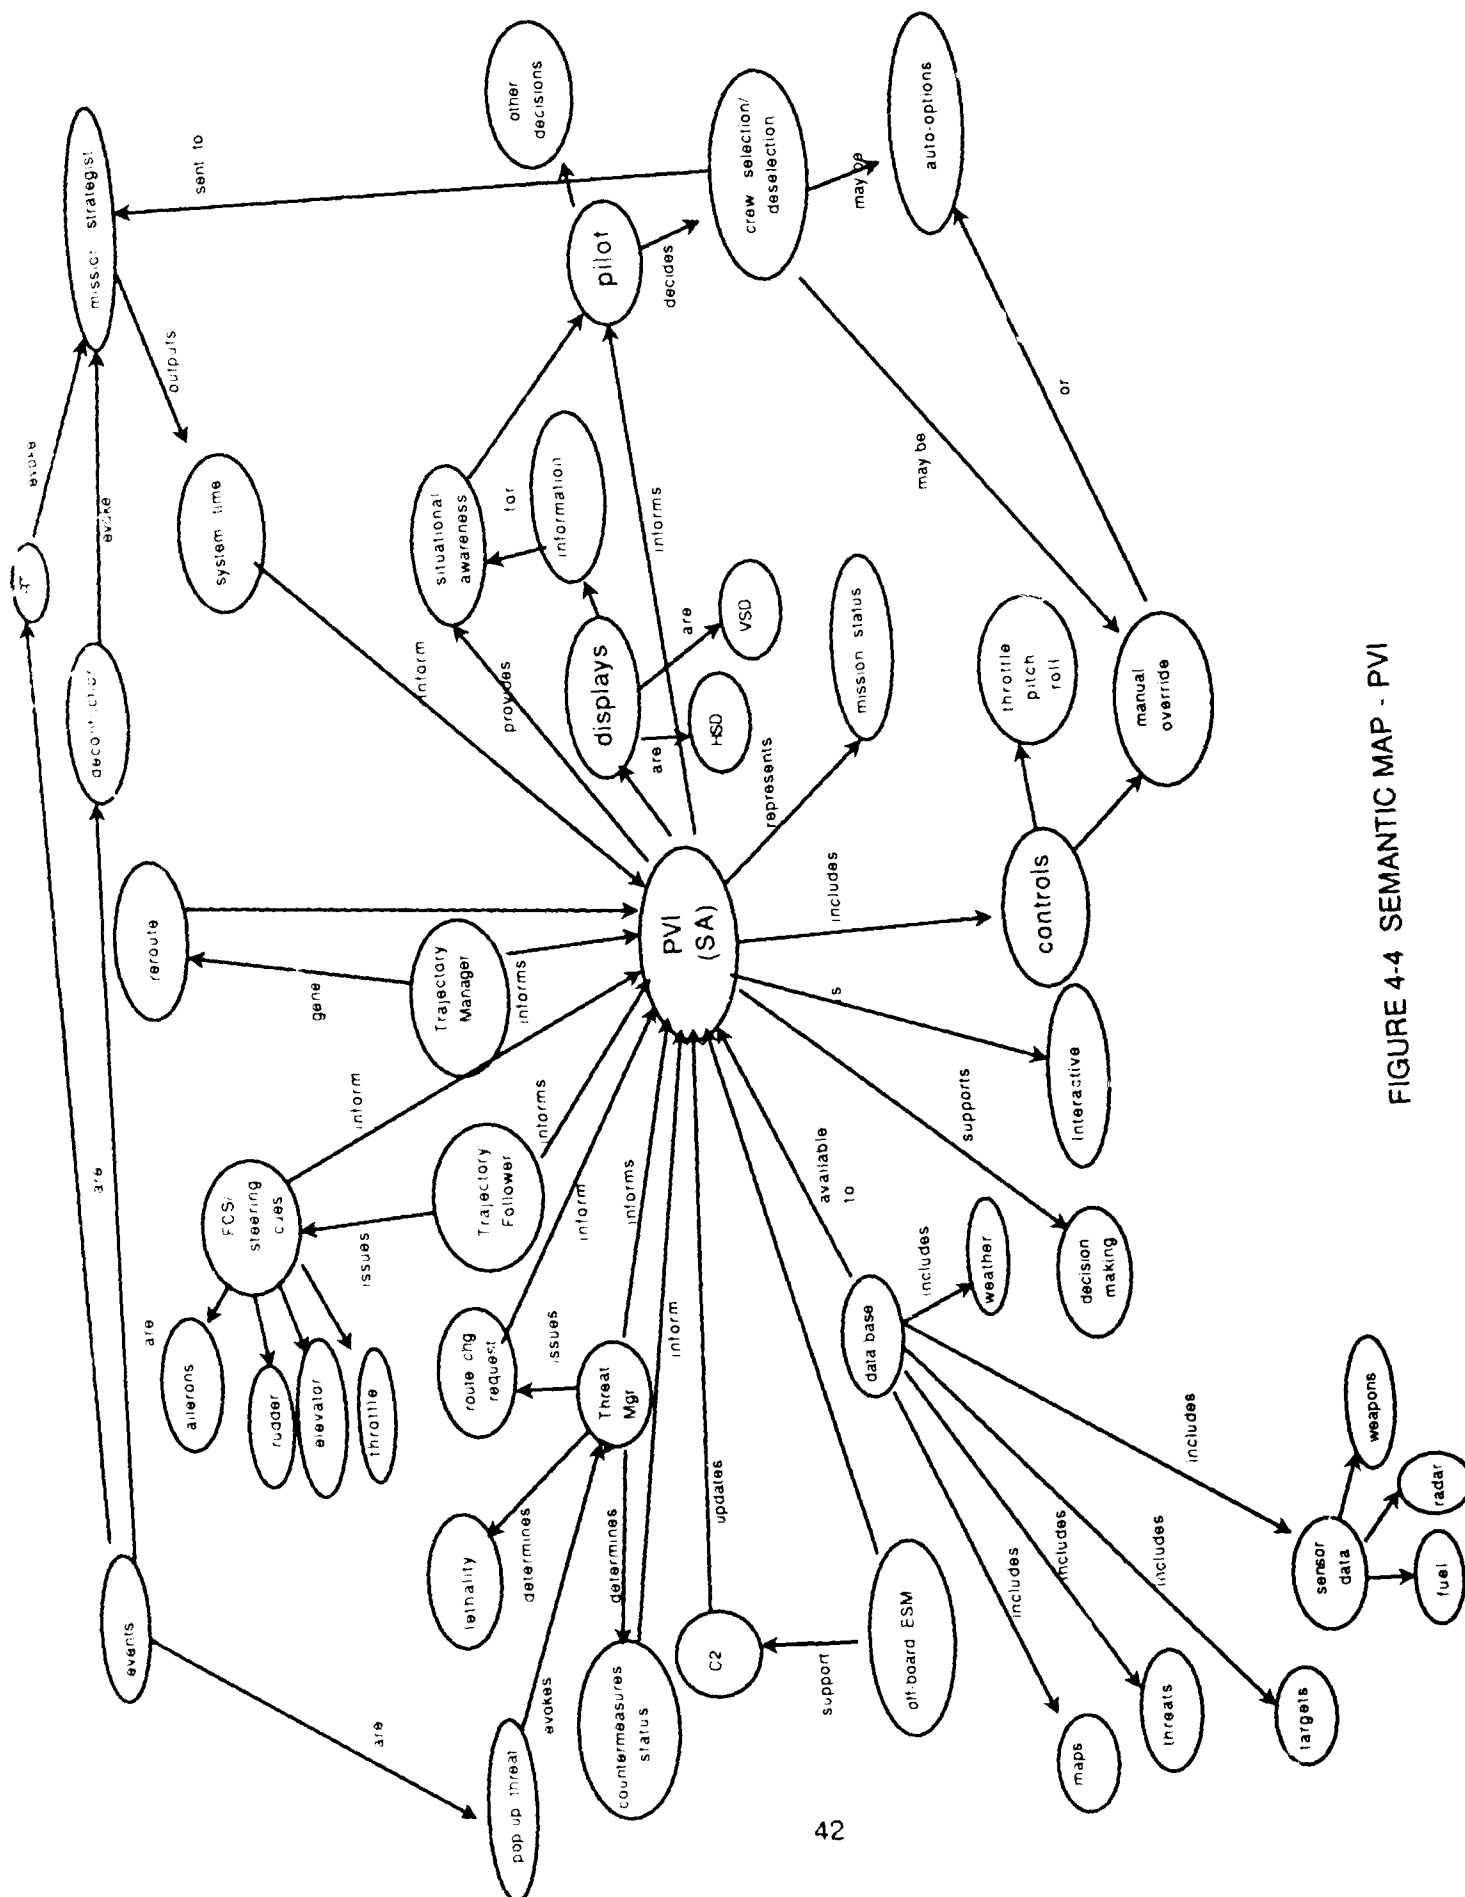 events
are
are
are
evoke
evoke
mission strategist
sent to
outputs
system time
inform
reroute
gene
Trajectory
Manager
informs
FCS/
steering
cues
inform
issues
are
ailerons
rudder
elevator
throttle
Trajectory
Follower
informs
route chg
request
inform
issues
Threat
Mgr
informs
lethality
determines
determines
pop up threat
evokes
countermeasures
status
inform
C2
updates
support
off-board ESM
PVI
(SA)
provides
situational
awareness
for
information
displays
are
HSD
are
VSD
informs
pilot
other
decisions
decides
crew selection/
deselection
may be
auto-options
may be
or
manual
override
represents
mission status
includes
controls
throttle
pitch
roll
Interactive
supports
decision
making
available
to
data base
includes
weather
includes
maps
includes
threats
includes
targets
includes
sensor
data
weapons
radar
fuel
42
FIGURE 4-4 SEMANTIC MAP - PVI